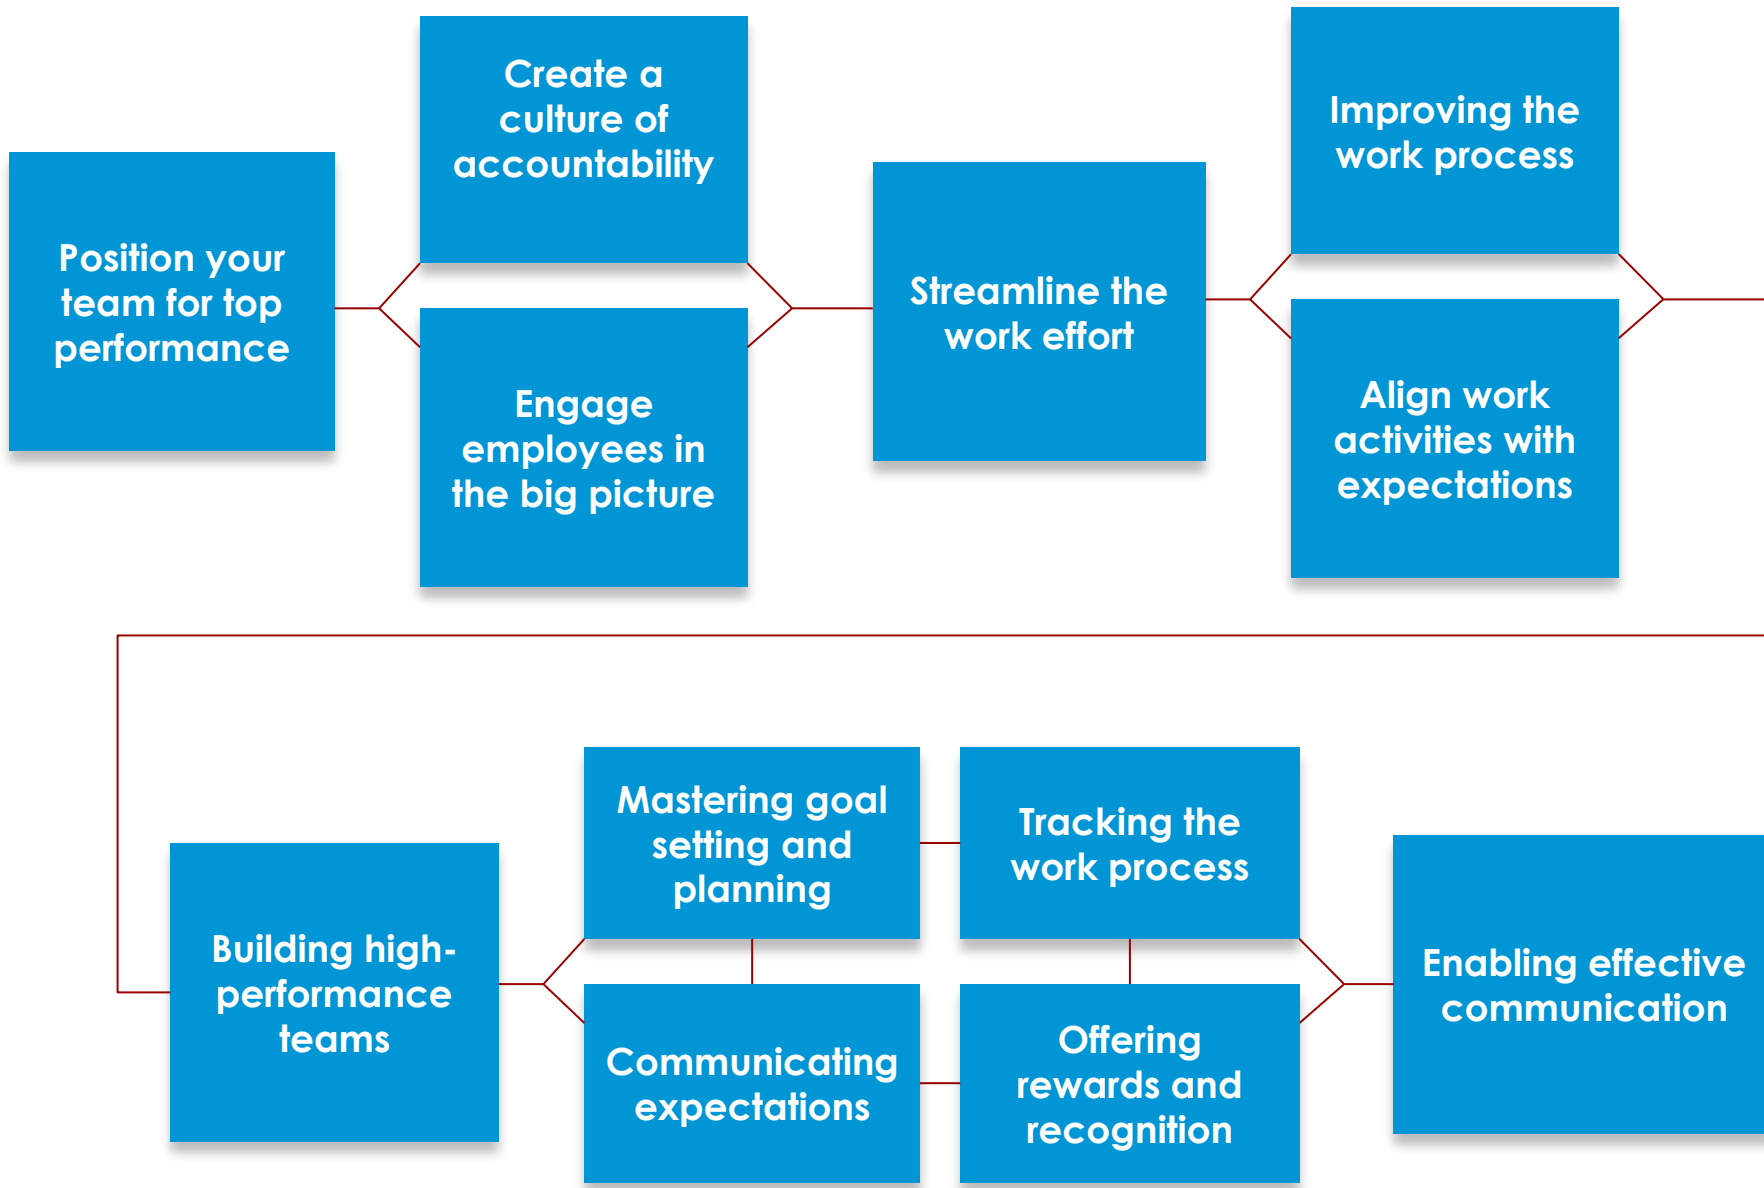 Position your
team for top
performance
Create a
culture of
accountability
Engage
employees in
the big picture
Streamline the
work effort
Improving the
work process
Align work
activities with
expectations
Building high-
performance
teams
Mastering goal
setting and
planning
Communicating
expectations
Tracking the
work process
Offering
rewards and
recognition
Enabling effective
communication